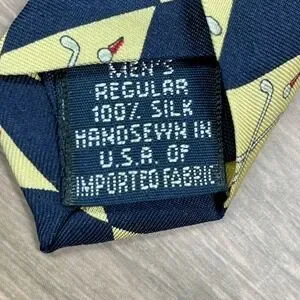 MEN'S
REGULAR
100% SILK
HANDSEWN IN
U.S.A. OF
IMPORTED FABRIC